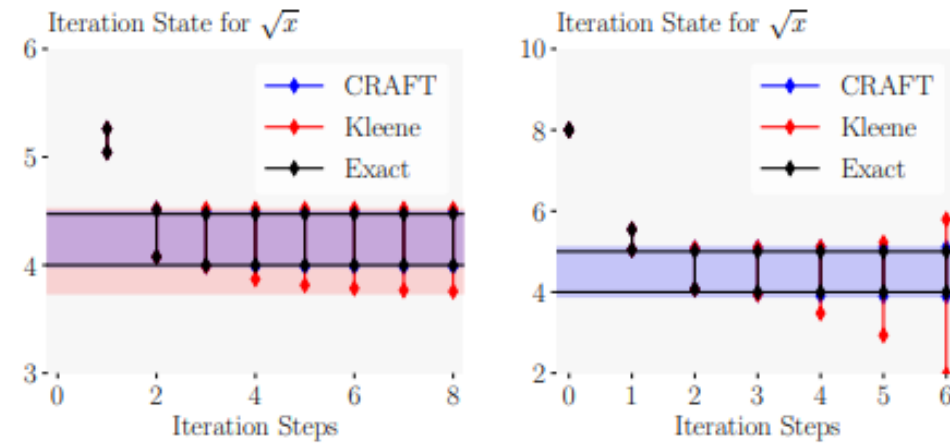 Iteration State for √x
6
5
4
3
0
2
4
6
8
Iteration Steps
CRAFT
Kleene
Exact
Iteration State for √x
10
8
6
4
2
0
1
2
3
4
5
6
Iteration Steps
CRAFT
Kleene
Exact